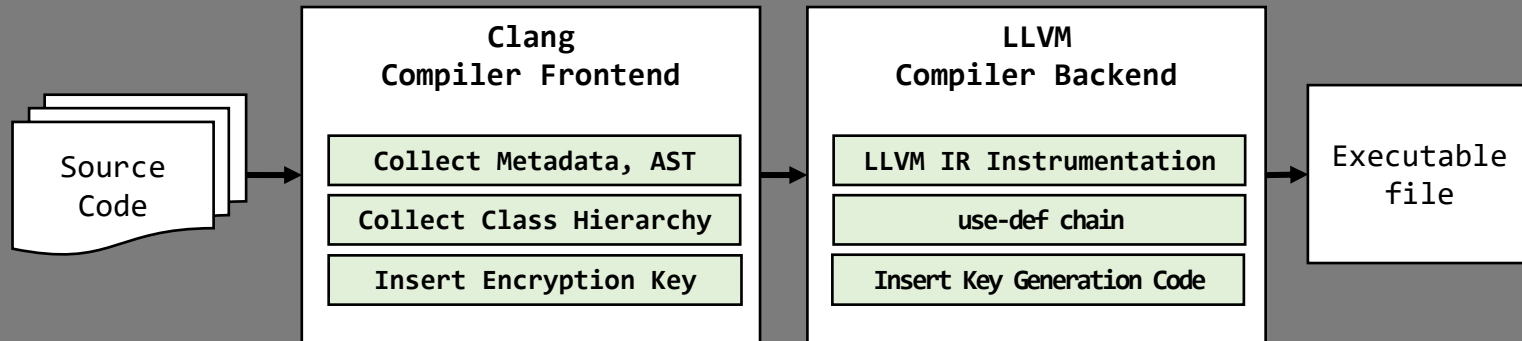 Source
Code
Clang
Compiler Frontend
Collect Metadata, AST
Collect Class Hierarchy
Insert Encryption Key
LLVM
Compiler Backend
LLVM IR Instrumentation
use-def chain
Insert Key Generation Code
Executable
file